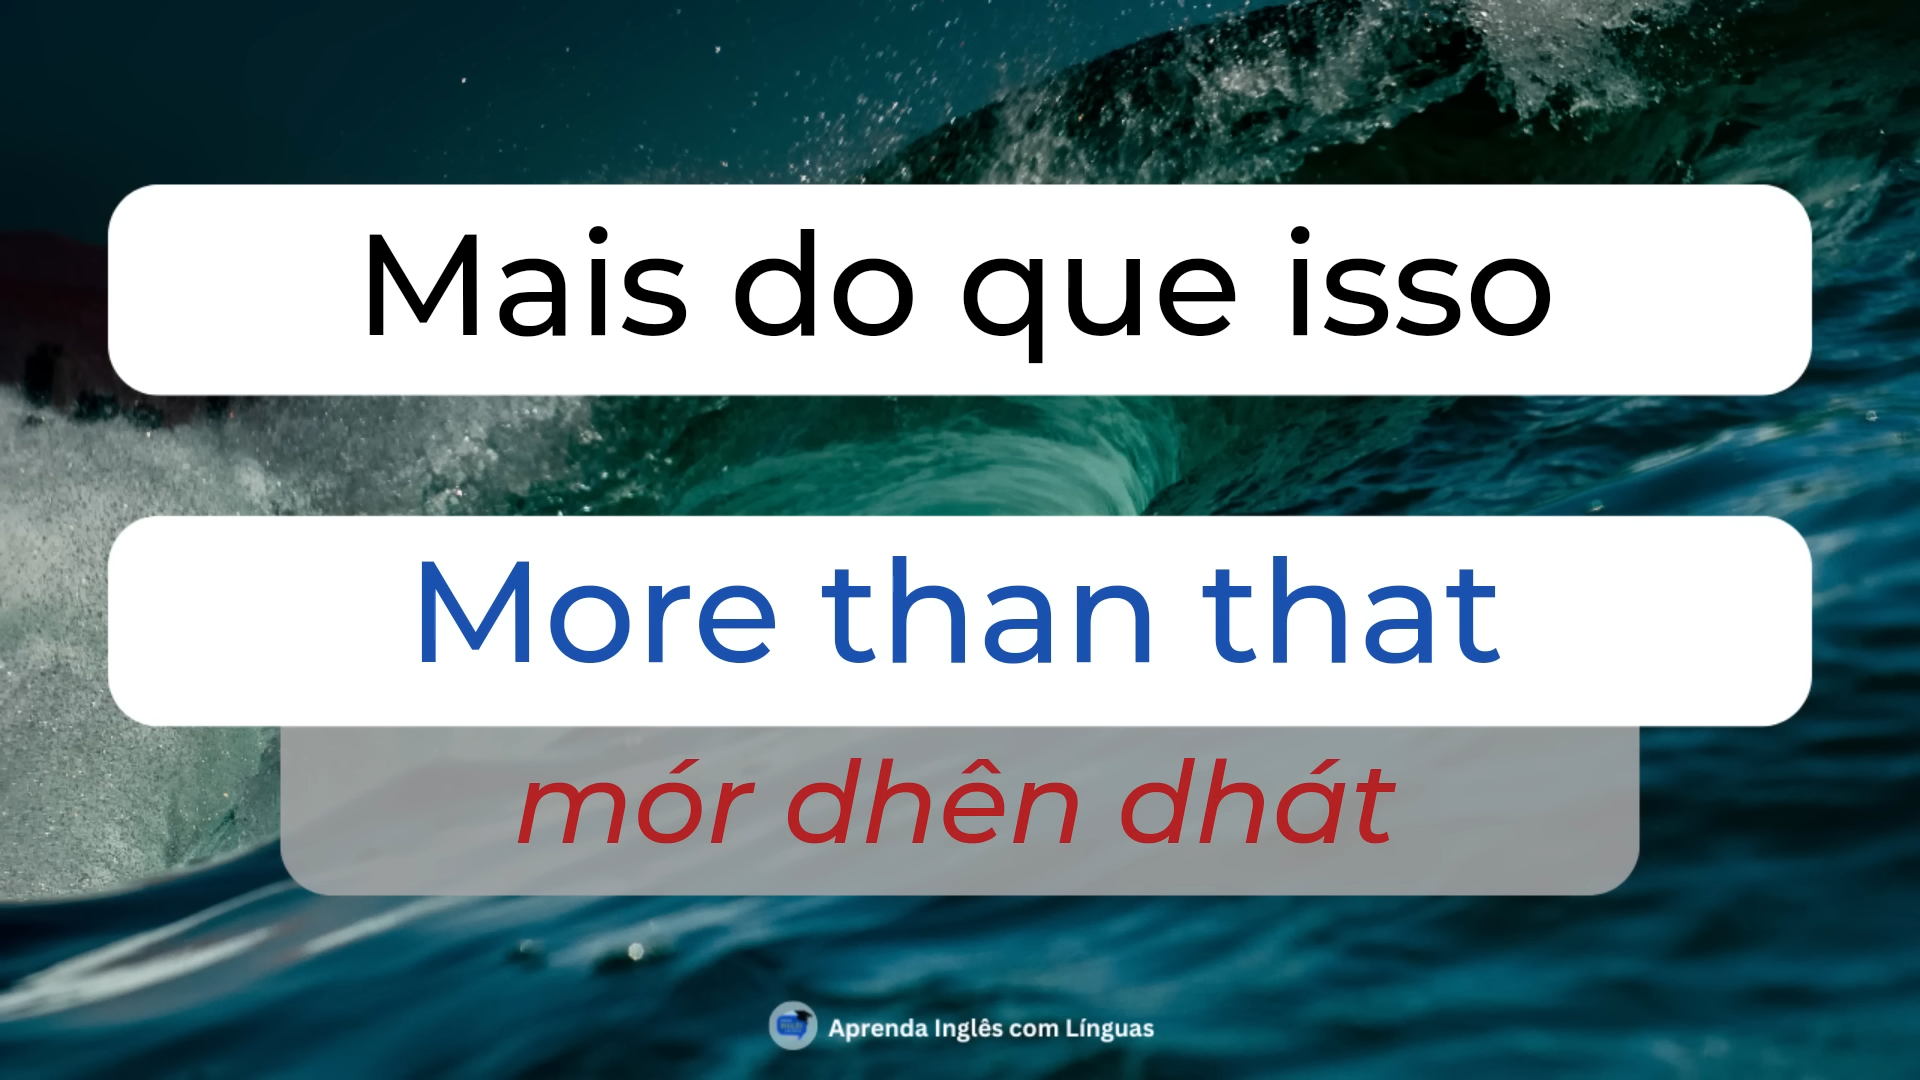 Mais do que isso
More than that
mór dhên dhát
Aprenda Inglês com Línguas